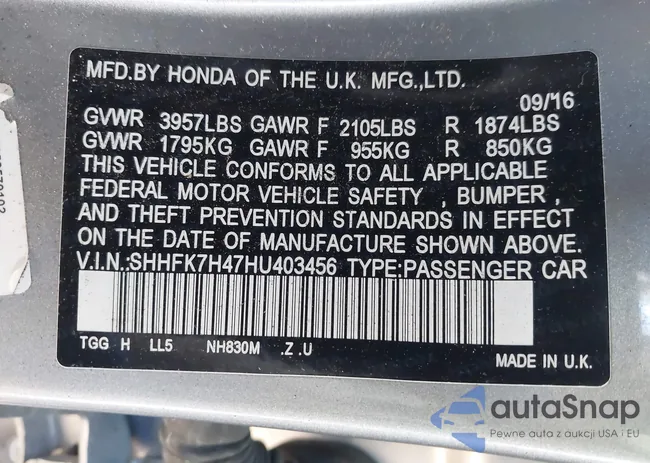 MFD.BY HONDA OF THE U.K. MFG.,LTD.
09/16
GVWR 3957LBS GAWR F 2105LBS R 1874LBS
GVWR 1795KG GAWR F 955KG R 850KG
THIS VEHICLE CONFORMS TO ALL APPLICABLE
FEDERAL MOTOR VEHICLE SAFETY , BUMPER ,
AND THEFT PREVENTION STANDARDS IN EFFECT
ON THE DATE OF MANUFACTURE SHOWN ABOVE.
V.I.N.:SHHFK7H47HU403456 TYPE:PASSENGER CAR
TGG H LL5 NH830M .Z .U
MADE IN U.K.
autoSnap
Pewne auta z aukcji USA i EU